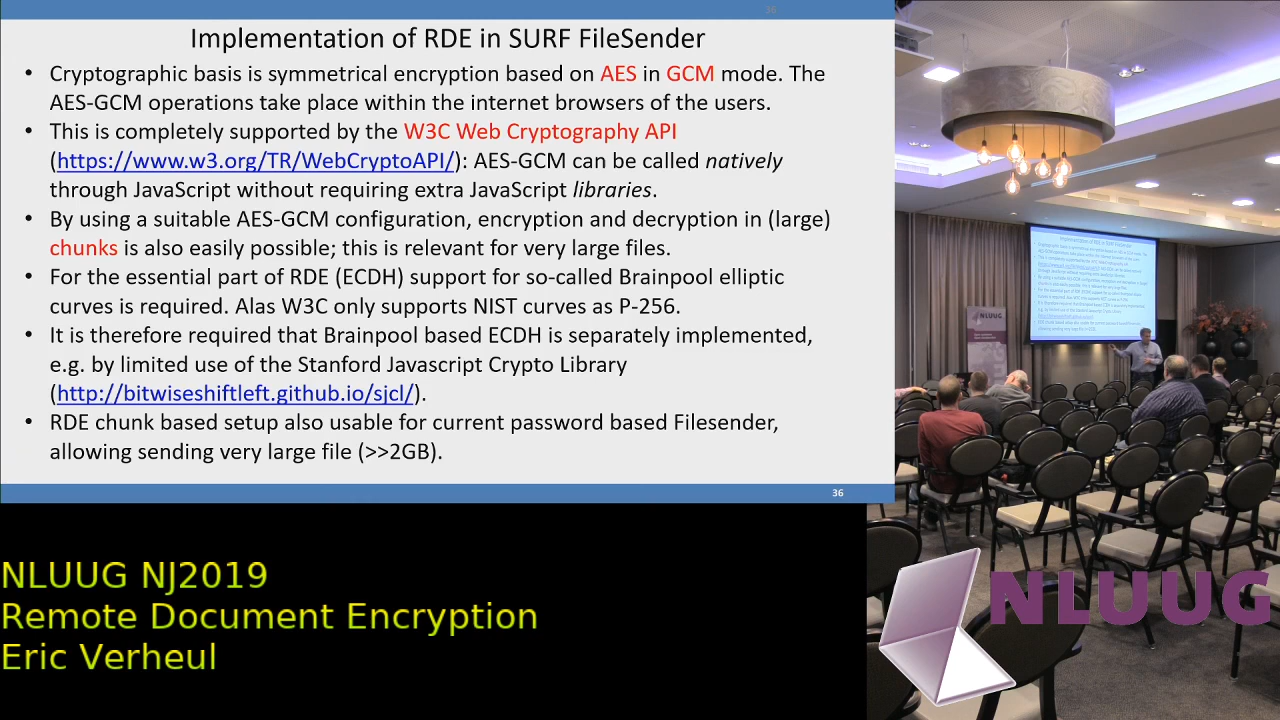 36
Implementation of RDE in SURF FileSender
• Cryptographic basis is symmetrical encryption based on AES in GCM mode. The
AES-GCM operations take place within the internet browsers of the users.
• This is completely supported by the W3C Web Cryptography API
(https://www.w3.org/TR/WebCryptoAPI/): AES-GCM can be called natively
through JavaScript without requiring extra JavaScript libraries.
• By using a suitable AES-GCM configuration, encryption and decryption in (large)
chunks is also easily possible; this is relevant for very large files.
• For the essential part of RDE (ECDH) support for so-called Brainpool elliptic
curves is required. Alas W3C only supports NIST curves as P-256.
• It is therefore required that Brainpool based ECDH is separately implemented,
e.g. by limited use of the Stanford Javascript Crypto Library
(http://bitwiseshiftleft.github.io/sjcl/).
• RDE chunk based setup also usable for current password based Filesender,
allowing sending very large file (>>2GB).
36
NLUUG NJ2019
Remote Document Encryption
Eric Verheul
Implementation of RDE in SURF FileSender
NLUUG
NLUUG